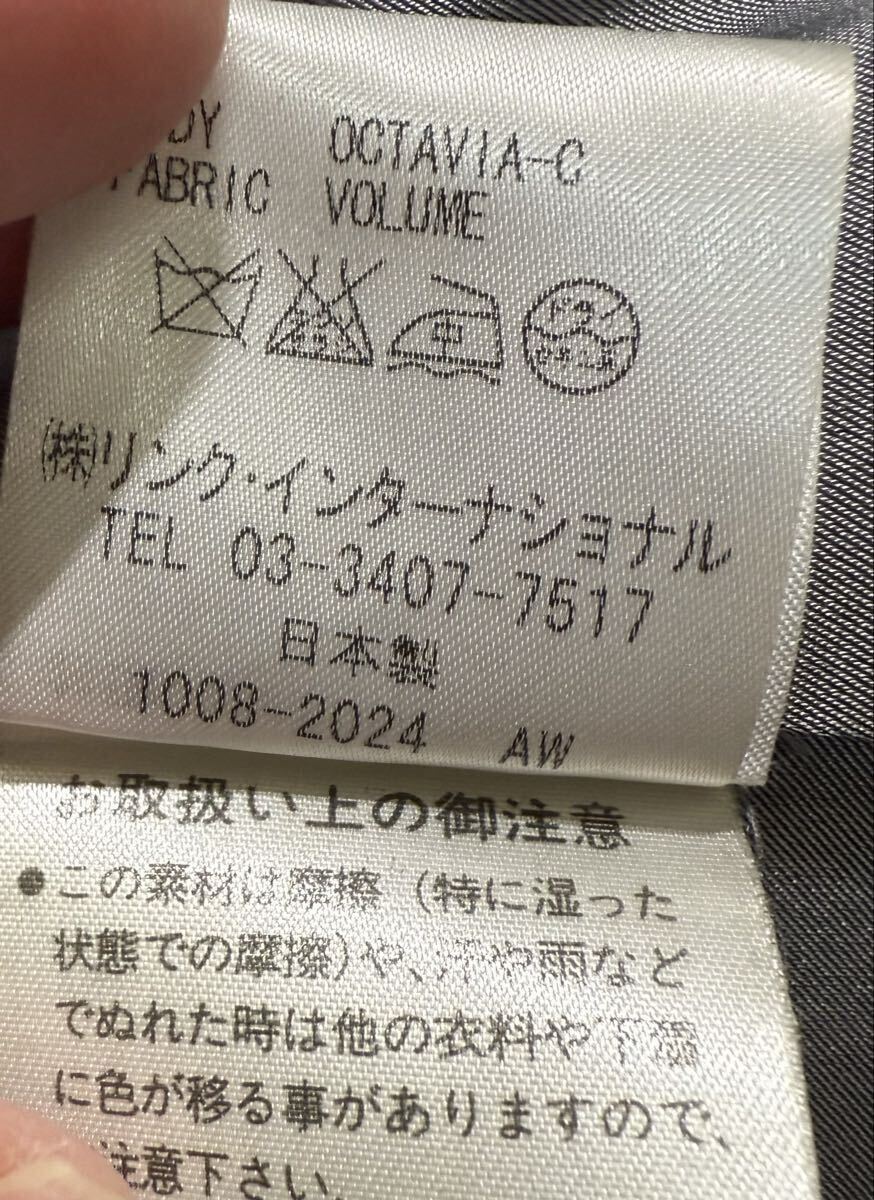 OCTAVIA-C
FABRIC VOLUME
中
ドライ
㈱リンク・インターナショナル
TEL 03-3407-7517
日本製
1008-2024 AW
お取扱い上の御注意
●この素材は摩擦(特に湿った
状態での摩擦)や、汗や雨など
でぬれた時は他の衣料や下着
に色が移る事がありますので、
注意下さい。